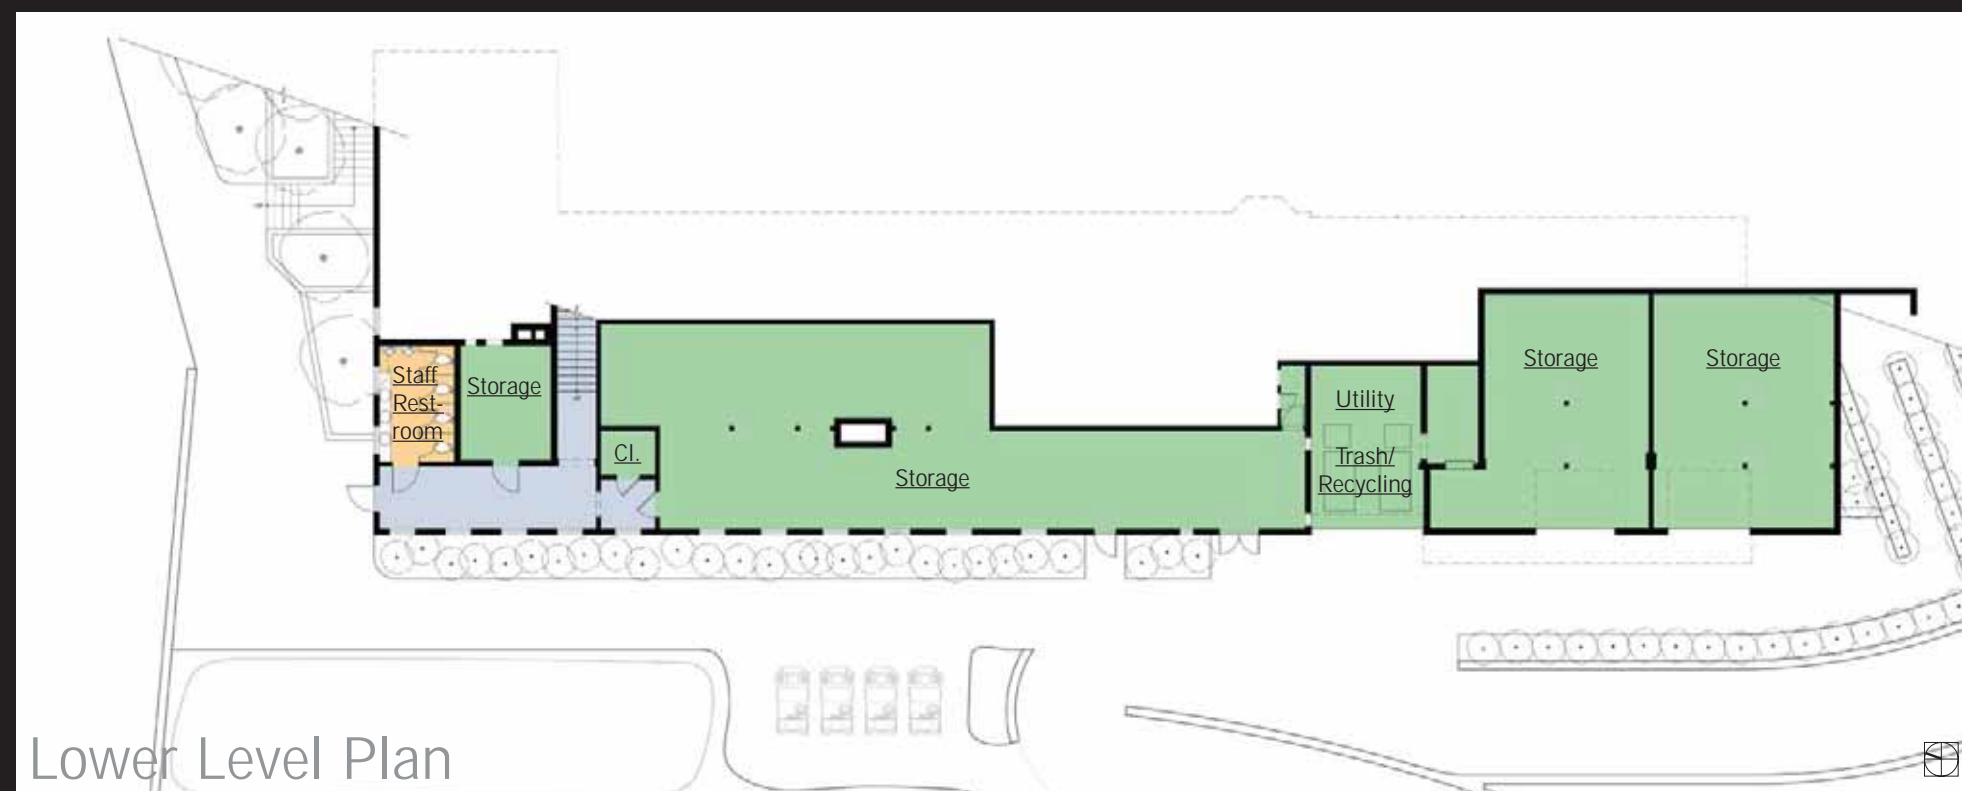 Staff
Rest-
room
Storage
Cl.
Storage
Utility
Trash/
Recycling
Storage
Storage
Lower Level Plan